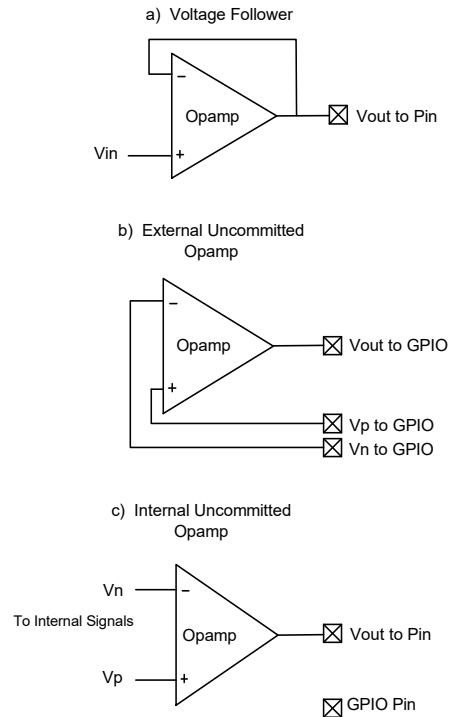 a) Voltage Follower
−
Opamp
Vout to Pin
Vin
+
b) External Uncommitted
Opamp
−
Opamp
Vout to GPIO
+
Vp to GPIO
Vn to GPIO
c) Internal Uncommitted
Opamp
Vn
−
To Internal Signals
Opamp
Vout to Pin
Vp
+
GPIO Pin